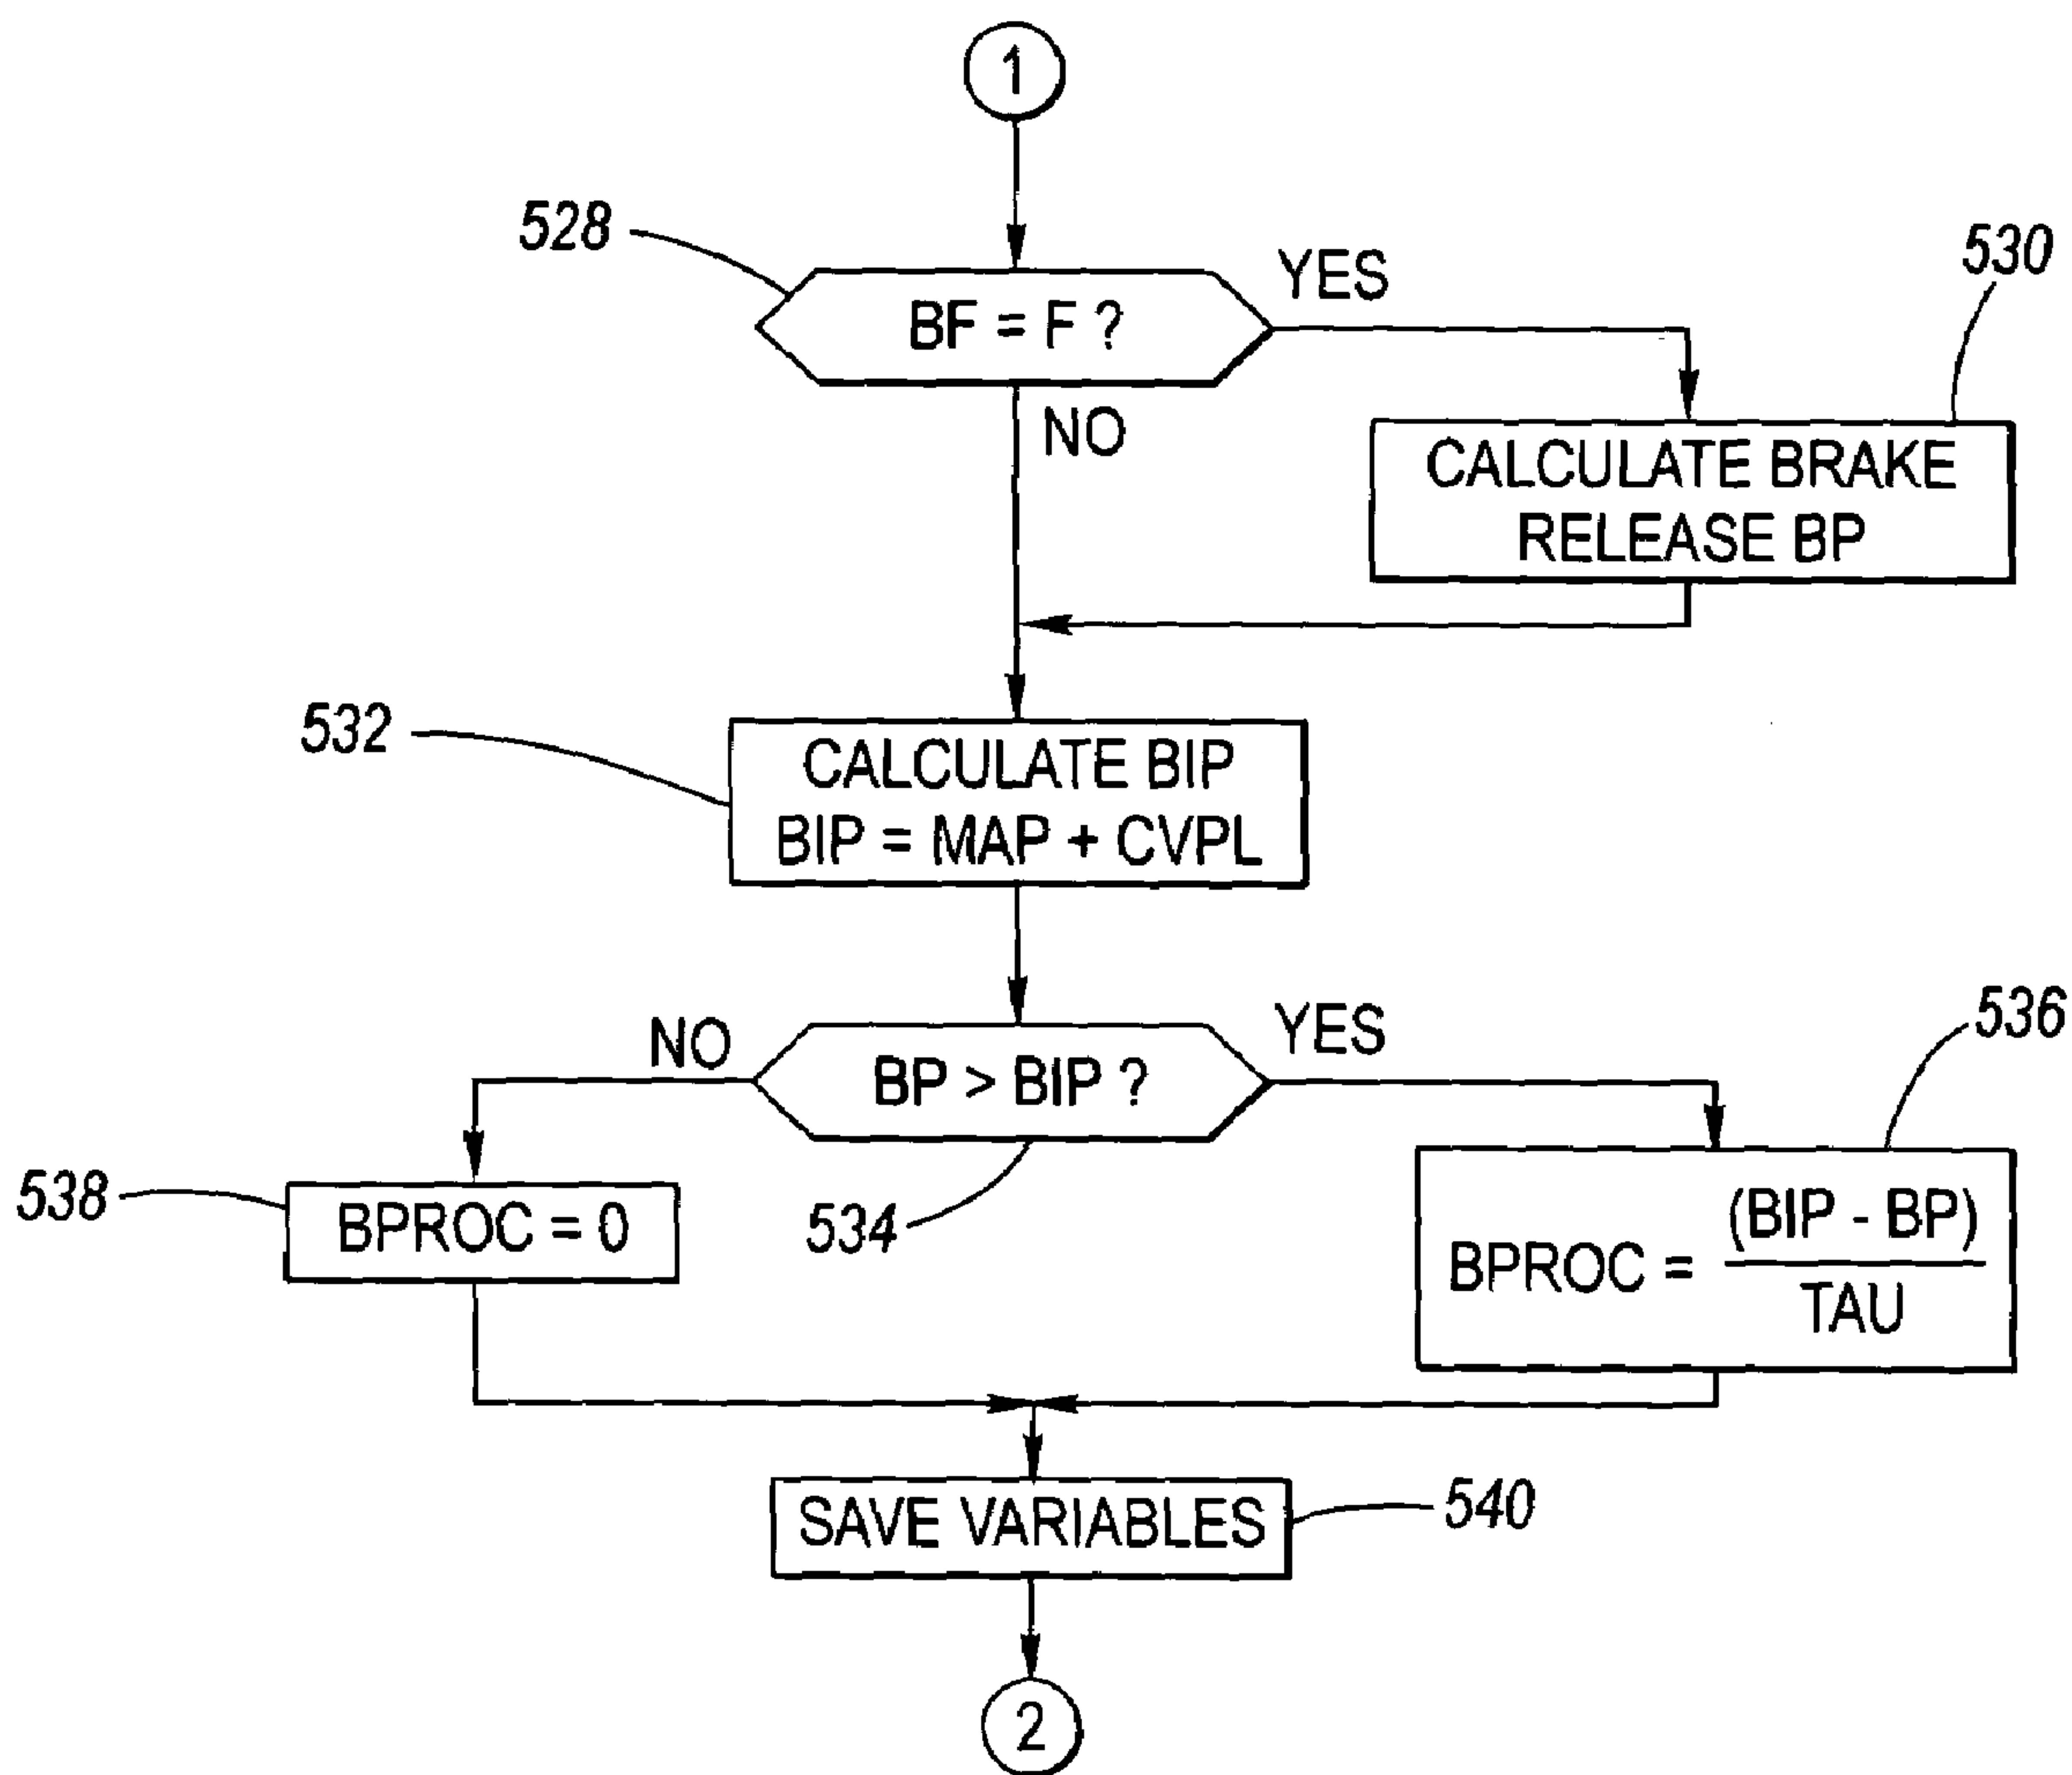 1
528
BF = F ?
YES
530
NO
CALCULATE BRAKE
RELEASE BP
532
CALCULATE BIP
BIP = MAP + CVPL
NO
BP > BIP ?
YES
536
538
BPROC = 0
534
BPROC = (BIP - BP)
TAU
SAVE VARIABLES
540
2